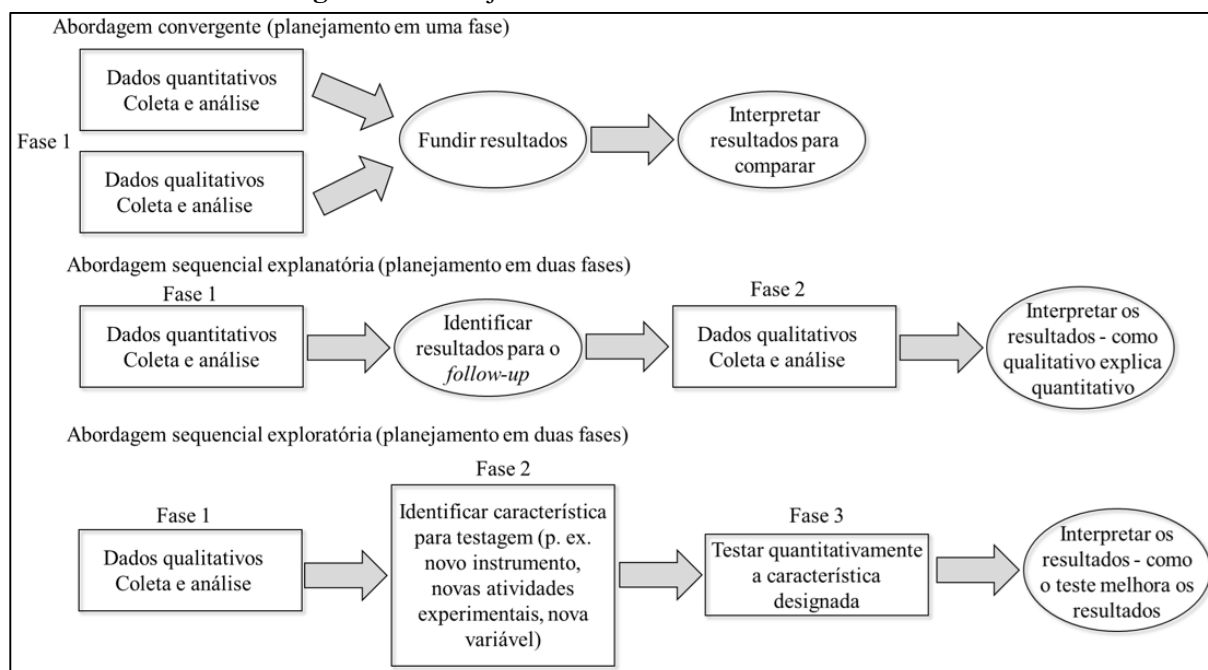 Abordagem convergente (planejamento em uma fase)
Fase 1
Dados quantitativos
Coleta e análise
Dados qualitativos
Coleta e análise
Fundir resultados
Interpretar
resultados para
comparar
Abordagem sequencial explanatória (planejamento em duas fases)
Fase 1
Dados quantitativos
Coleta e análise
Identificar
resultados para o
follow-up
Fase 2
Dados qualitativos
Coleta e análise
Interpretar os
resultados - como
qualitativo explica
quantitativo
Abordagem sequencial exploratória (planejamento em duas fases)
Fase 1
Dados qualitativos
Coleta e análise
Fase 2
Identificar característica
para testagem (p. ex.
novo instrumento,
novas atividades
experimentais, nova
variável)
Fase 3
Testar quantitativamente
a característica
designada
Interpretar os
resultados - como
o teste melhora os
resultados